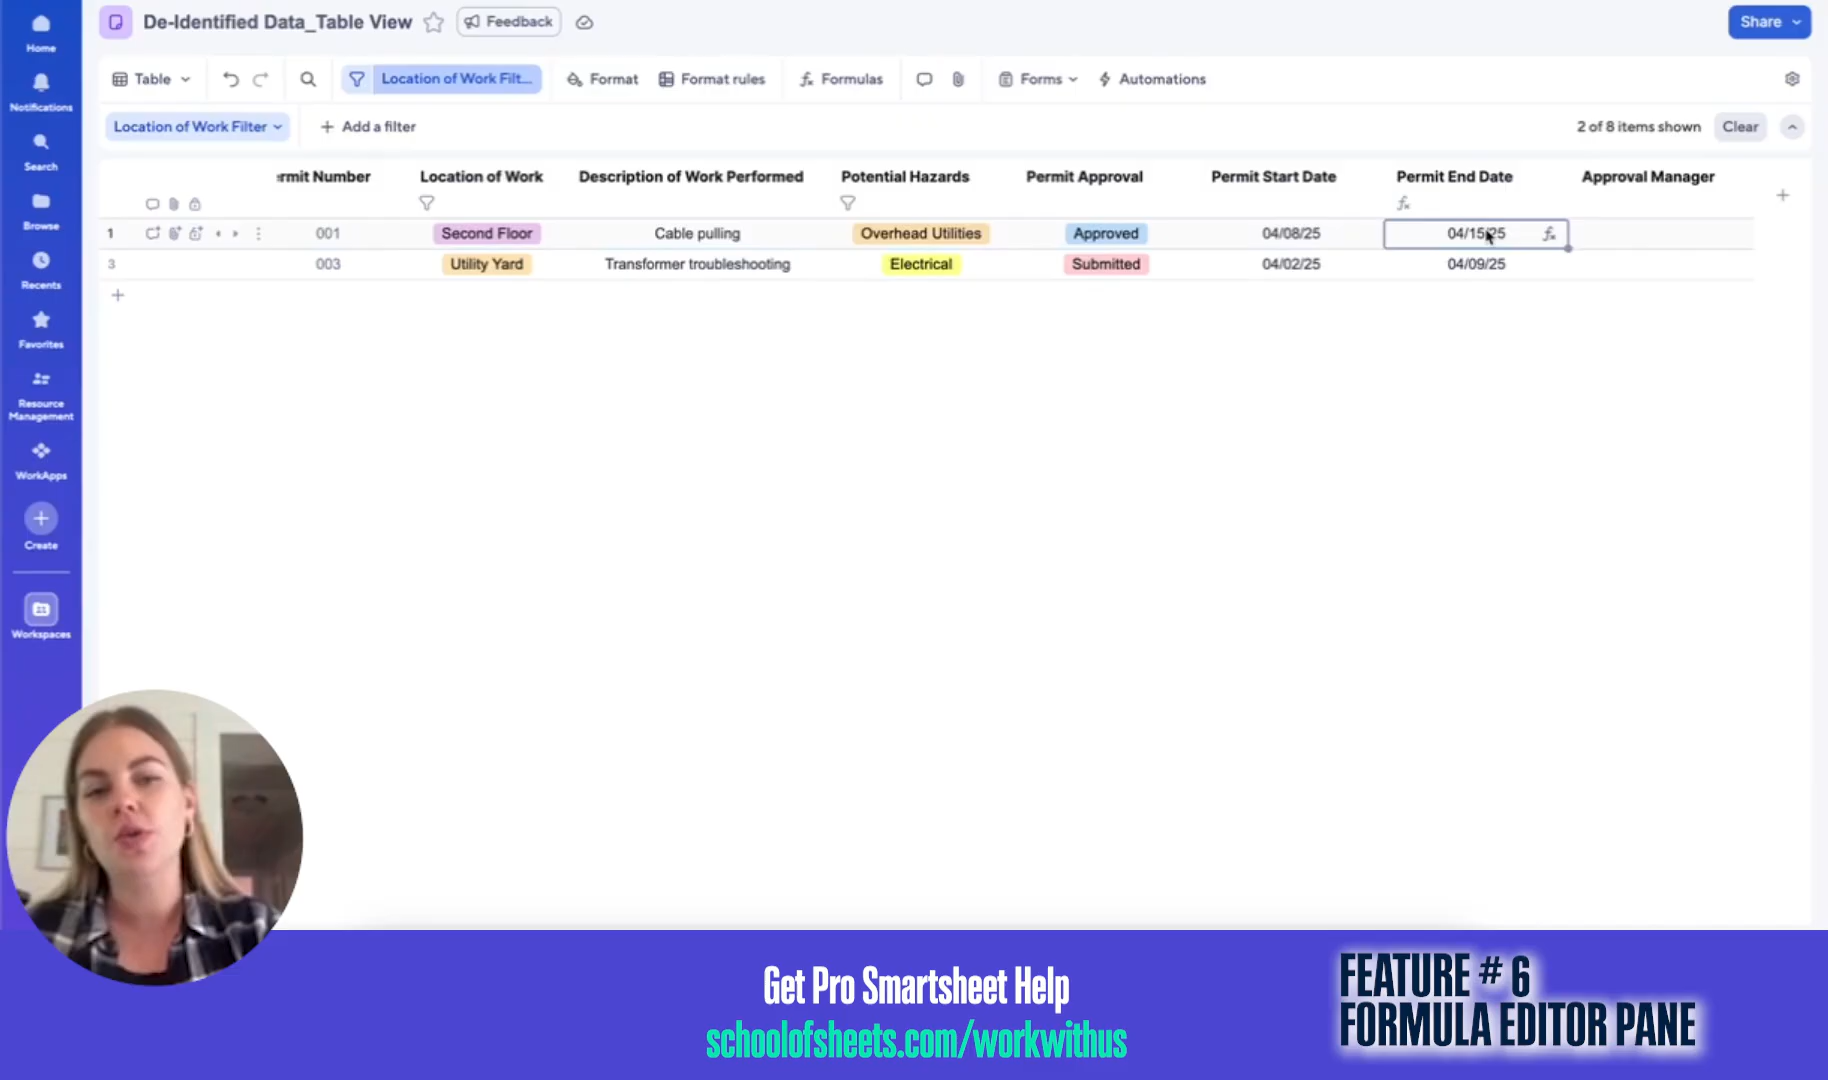 De-Identified Data_Table View
Feedback
Share
Home
Notifications
Search
Browse
Recents
Favorites
Resource
Management
WorkApps
Create
Workspaces
Table
Location of Work Filt...
Format
Format rules
fx Formulas
Forms
Automations
Location of Work Filter
+ Add a filter
2 of 8 items shown
Clear
rmit Number Location of Work Description of Work Performed Potential Hazards Permit Approval Permit Start Date Permit End Date Approval Manager
fx
1 001 Second Floor Cable pulling Overhead Utilities Approved 04/08/25 04/15/25 fx
3 003 Utility Yard Transformer troubleshooting Electrical Submitted 04/02/25 04/09/25
Get Pro Smartsheet Help
schoolofsheets.com/workwithus
FEATURE # 6
FORMULA EDITOR PANE